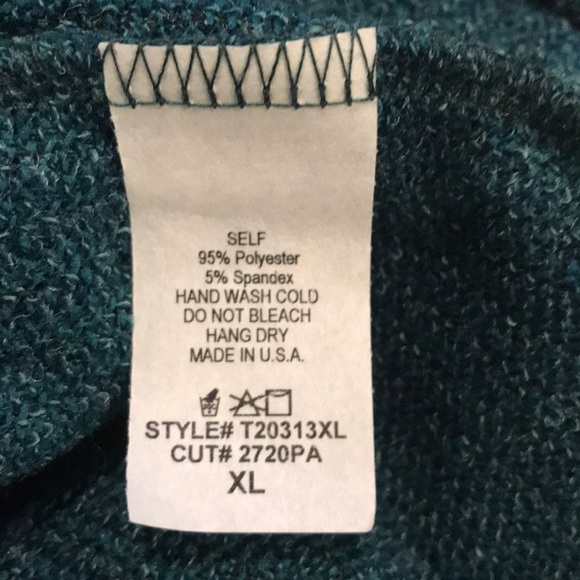 SELF
95% Polyester
5% Spandex
HAND WASH COLD
DO NOT BLEACH
HANG DRY
MADE IN U.S.A.
STYLE# T20313XL
CUT# 2720PA
XL